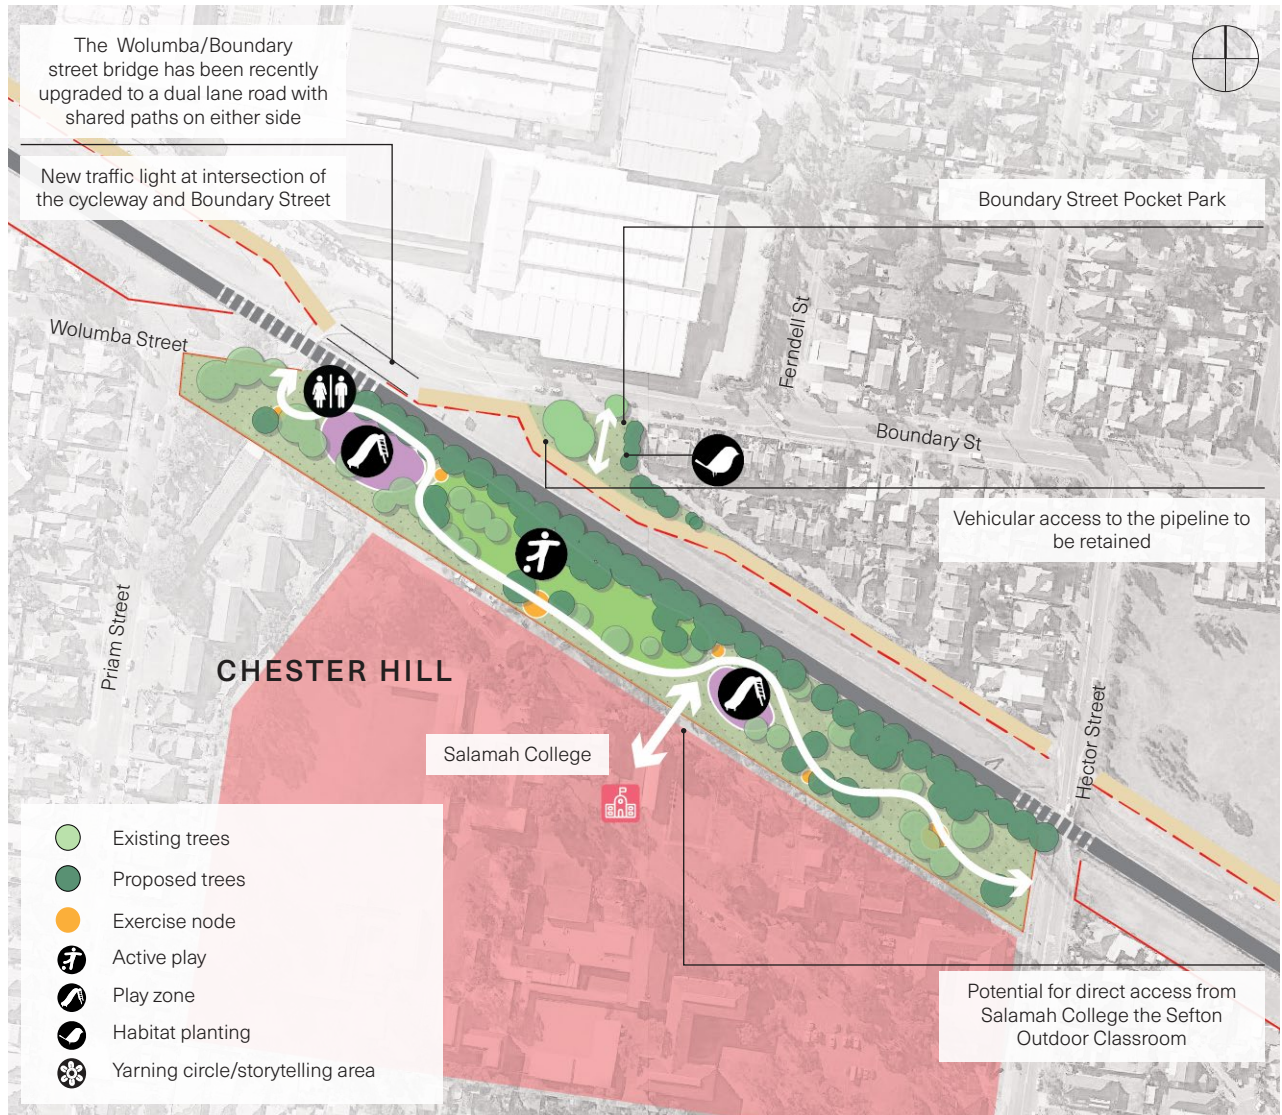 The Wolumba/Boundary
street bridge has been recently
upgraded to a dual lane road with
shared paths on either side
New traffic light at intersection of
the cycleway and Boundary Street
Boundary Street Pocket Park
Wolumba Street
Ferndell St
Boundary St
Vehicular access to the pipeline to
be retained
Priam Street
CHESTER HILL
Hector Street
Salamah College
Existing trees
Proposed trees
Exercise node
Active play
Play zone
Habitat planting
Yarning circle/storytelling area
Potential for direct access from
Salamah College the Sefton
Outdoor Classroom